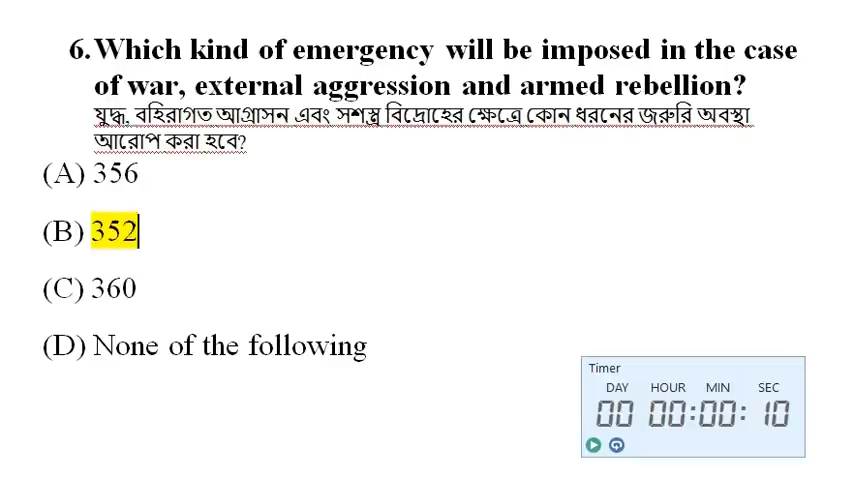 6. Which kind of emergency will be imposed in the case
of war, external aggression and armed rebellion?
যুদ্ধ, বহিরাগত আগ্রাসন এবং সশস্ত্র বিদ্রোহের ক্ষেত্রে কোন ধরনের জরুরি অবস্থা
আরোপ করা হবে?
(A) 356
(B) 352
(C) 360
(D) None of the following
Timer
DAY HOUR MIN SEC
00 00:00: 10